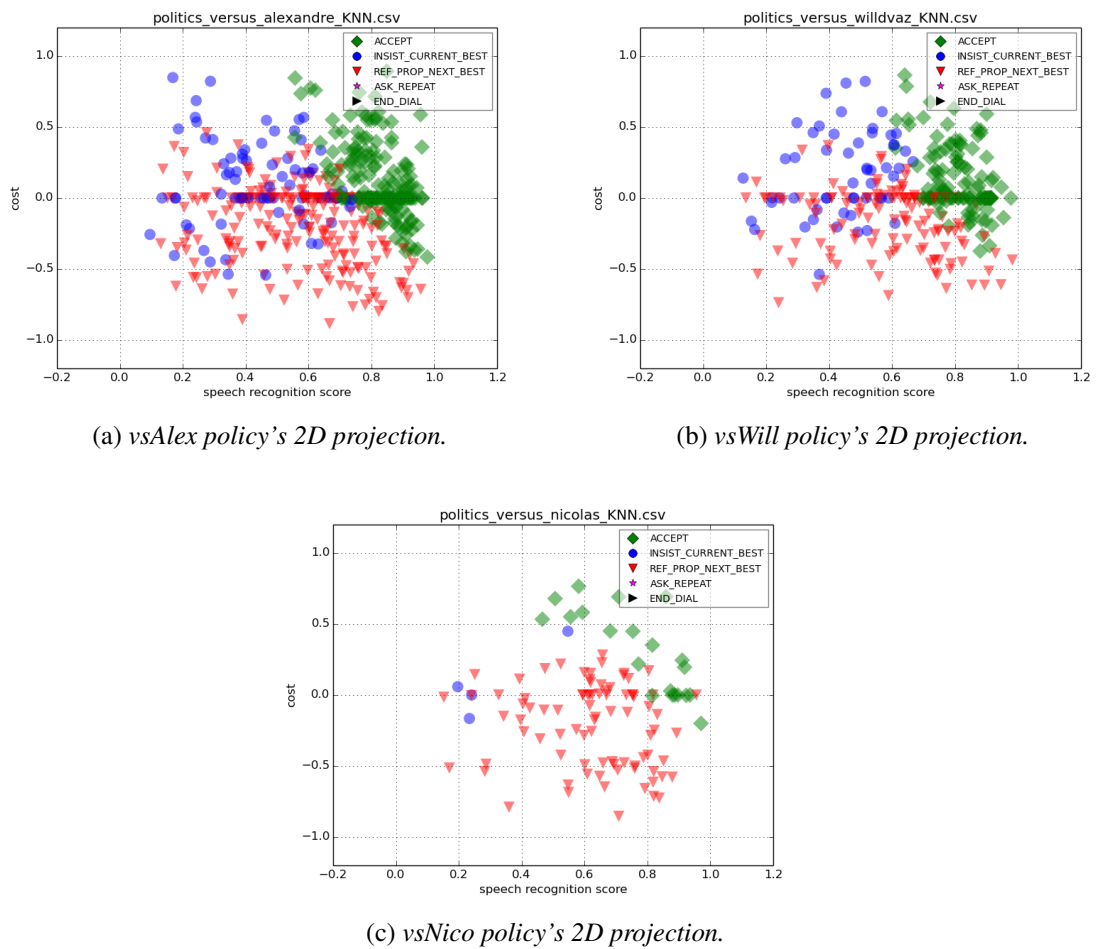 politics_versus_alexandre_KNN.csv
ACCEPT
INSIST_CURRENT_BEST
REF_PROP_NEXT_BEST
ASK_REPEAT
END_DIAL
cost
1.0
0.5
0.0
−0.5
−1.0
−0.2 0.0 0.2 0.4 0.6 0.8 1.0 1.2
speech recognition score
(a) vsAlex policy's 2D projection.
politics_versus_willdvaz_KNN.csv
ACCEPT
INSIST_CURRENT_BEST
REF_PROP_NEXT_BEST
ASK_REPEAT
END_DIAL
cost
1.0
0.5
0.0
−0.5
−1.0
−0.2 0.0 0.2 0.4 0.6 0.8 1.0 1.2
speech recognition score
(b) vsWill policy's 2D projection.
politics_versus_nicolas_KNN.csv
ACCEPT
INSIST_CURRENT_BEST
REF_PROP_NEXT_BEST
ASK_REPEAT
END_DIAL
cost
1.0
0.5
0.0
−0.5
−1.0
−0.2 0.0 0.2 0.4 0.6 0.8 1.0 1.2
speech recognition score
(c) vsNico policy's 2D projection.